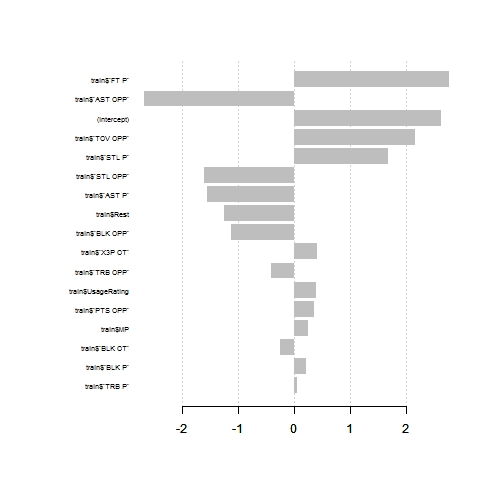 train$`FT P`
train$`AST OPP`
(Intercept)
train$`TOV OPP`
train$`STL P`
train$`STL OPP`
train$`AST P`
train$Rest
train$`BLK OPP`
train$`X3P OT`
train$`TRB OPP`
train$UsageRating
train$`PTS OPP`
train$MP
train$`BLK OT`
train$`BLK P`
train$`TRB P`
-2 -1 0 1 2